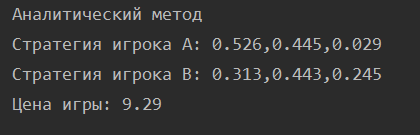 Аналитический метод
Стратегия игрока A: 0.526,0.445,0.029
Стратегия игрока B: 0.313,0.443,0.245
Цена игры: 9.29